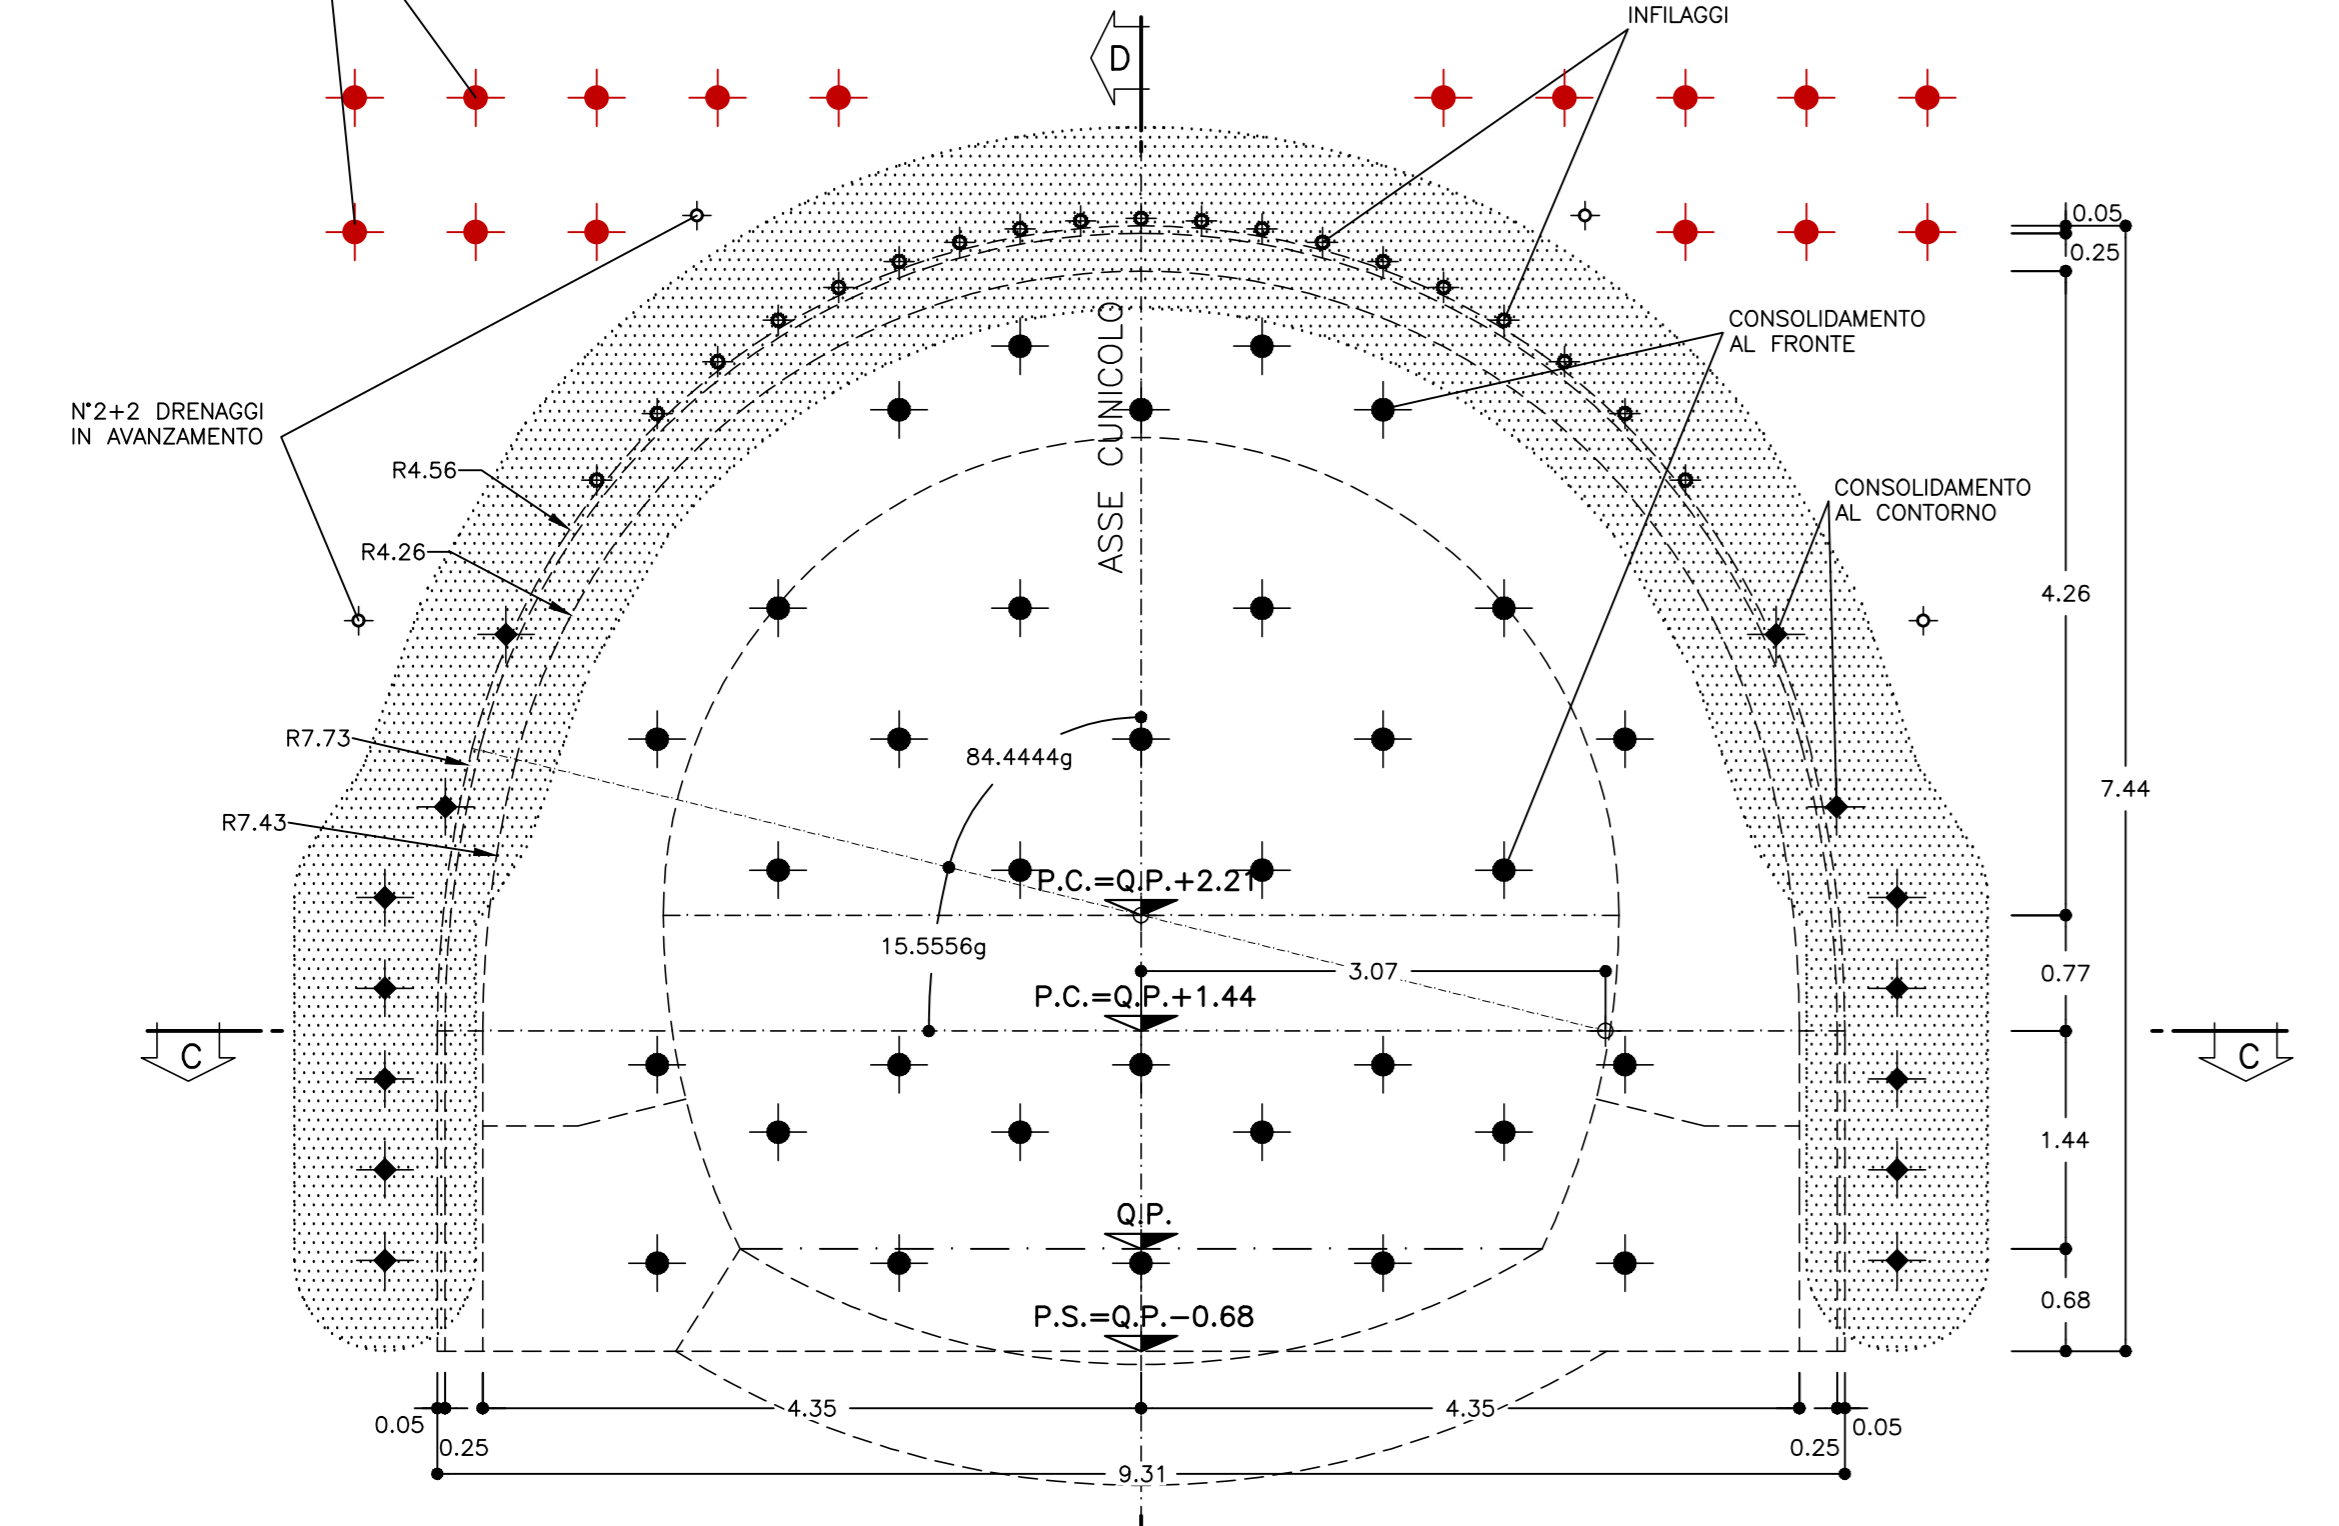 INFILAGGI
D
0.05
0.25
CONSOLIDAMENTO
AL FRONTE
ASSE CUNICOLO
N°2+2 DRENAGGI
IN AVANZAMENTO
R4.56
CONSOLIDAMENTO
AL CONTORNO
R4.26
4.26
R7.73
84.4444g
7.44
R7.43
P.C.=Q.P.+2.21
15.5556g
3.07
0.77
P.C.=Q.P.+1.44
C
C
1.44
Q.P.
P.S.=Q.P.-0.68
0.68
4.35
4.35
0.05
0.05
0.25
0.25
9.31